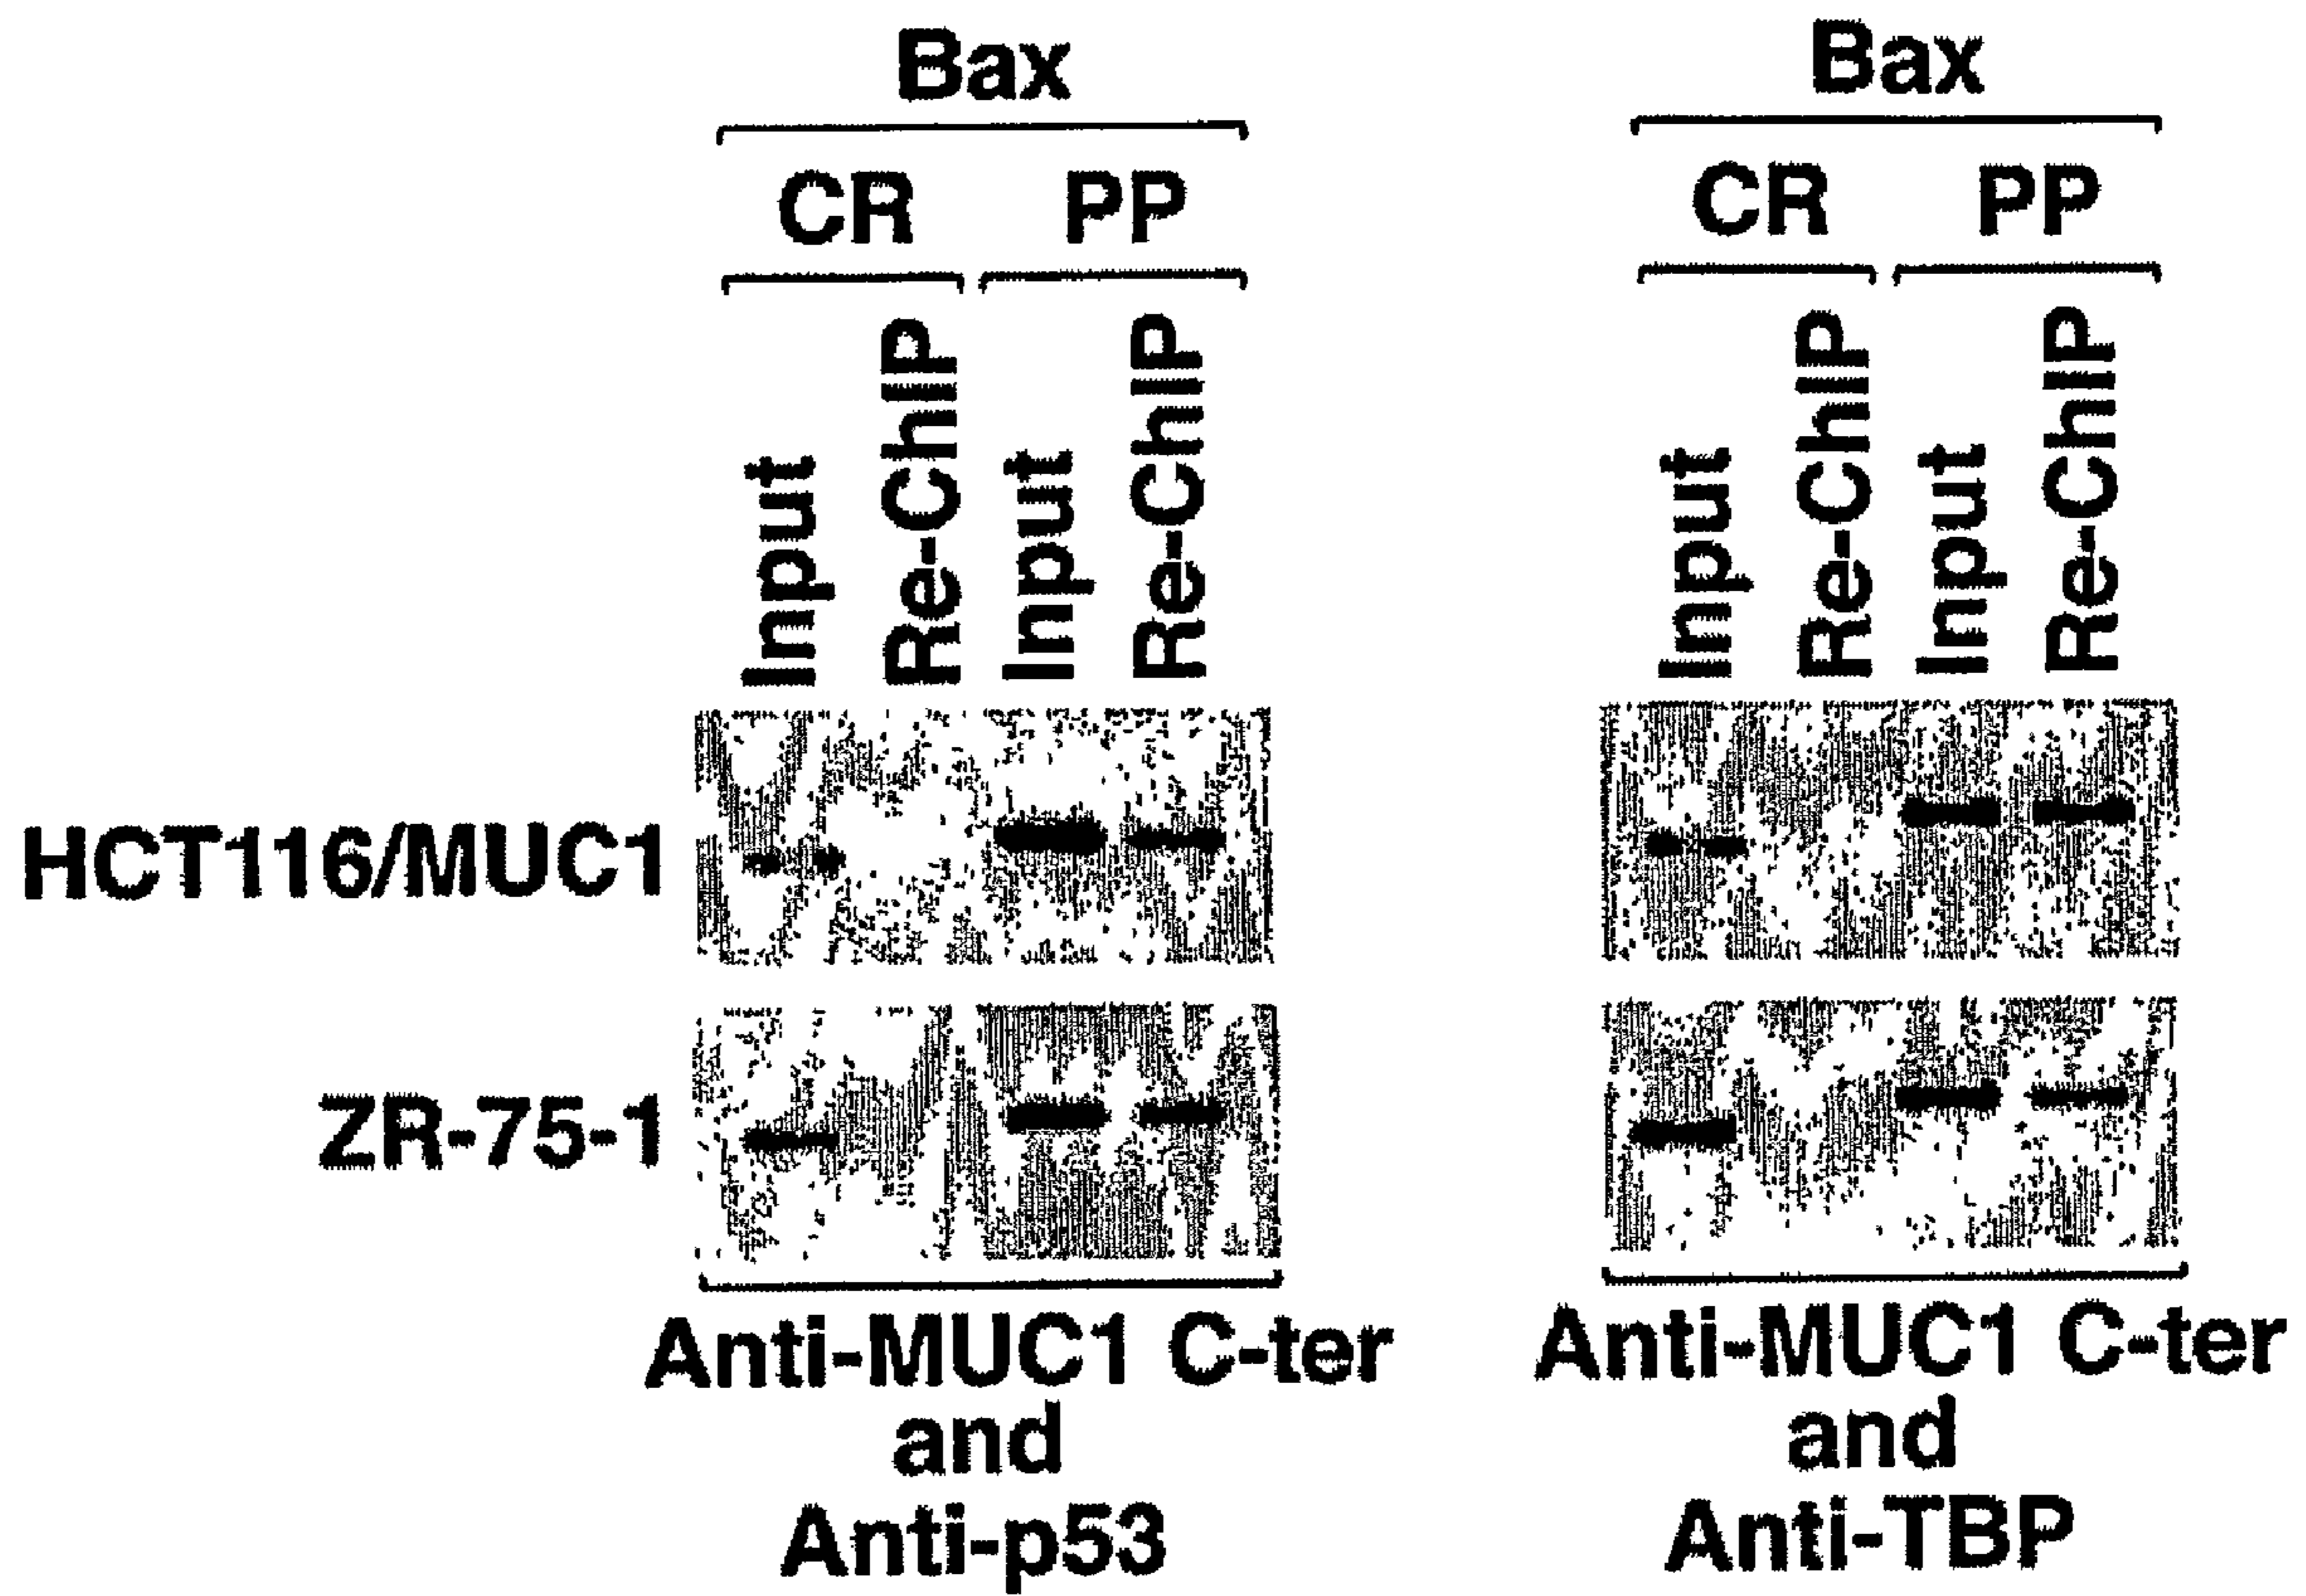 Bax
CR PP
Input Re-ChIP Input Re-ChIP
Bax
CR PP
Input Re-ChIP Input Re-ChIP
HCT116/MUC1
ZR-75-1
Anti-MUC1 C-ter
and
Anti-p53
Anti-MUC1 C-ter
and
Anti-TBP